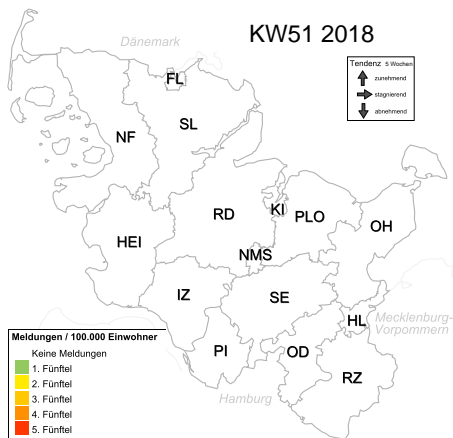 Dänemark
KW51 2018
Tendenz 5 Wochen
zunehmend
stagnierend
abnehmend
FL
SL
NF
RD
KI
PLO
OH
HEI
NMS
IZ
SE
HL
Mecklenburg-
Vorpommern
PI
OD
RZ
Hamburg
Meldungen / 100.000 Einwohner
Keine Meldungen
1. Fünftel
2. Fünftel
3. Fünftel
4. Fünftel
5. Fünftel